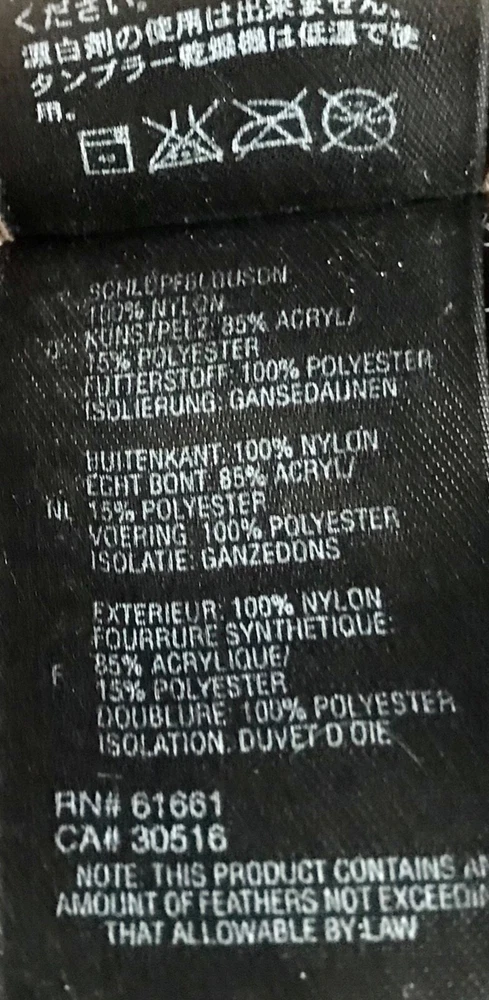 ください。
漂白剤の使用は出来ません。
タンブラー乾燥機は低温で使
用。
SCHLÜPFBLOUSON
100% NYLON
KUNSTPELZ: 85% ACRYL/
D 15% POLYESTER
FUTTERSTOFF: 100% POLYESTER
ISOLIERUNG: GANSEDAUNEN
BUITENKANT: 100% NYLON
ECHT BONT: 85% ACRYL/
NL 15% POLYESTER
VOERING: 100% POLYESTER
ISOLATIE: GANZEDONS
EXTERIEUR: 100% NYLON
FOURRURE SYNTHETIQUE:
F 85% ACRYLIQUE/
15% POLYESTER
DOUBLURE: 100% POLYESTER
ISOLATION: DUVET D'OIE
RN# 61661
CA# 30516
NOTE: THIS PRODUCT CONTAINS AN
AMOUNT OF FEATHERS NOT EXCEEDIN
THAT ALLOWABLE BY LAW